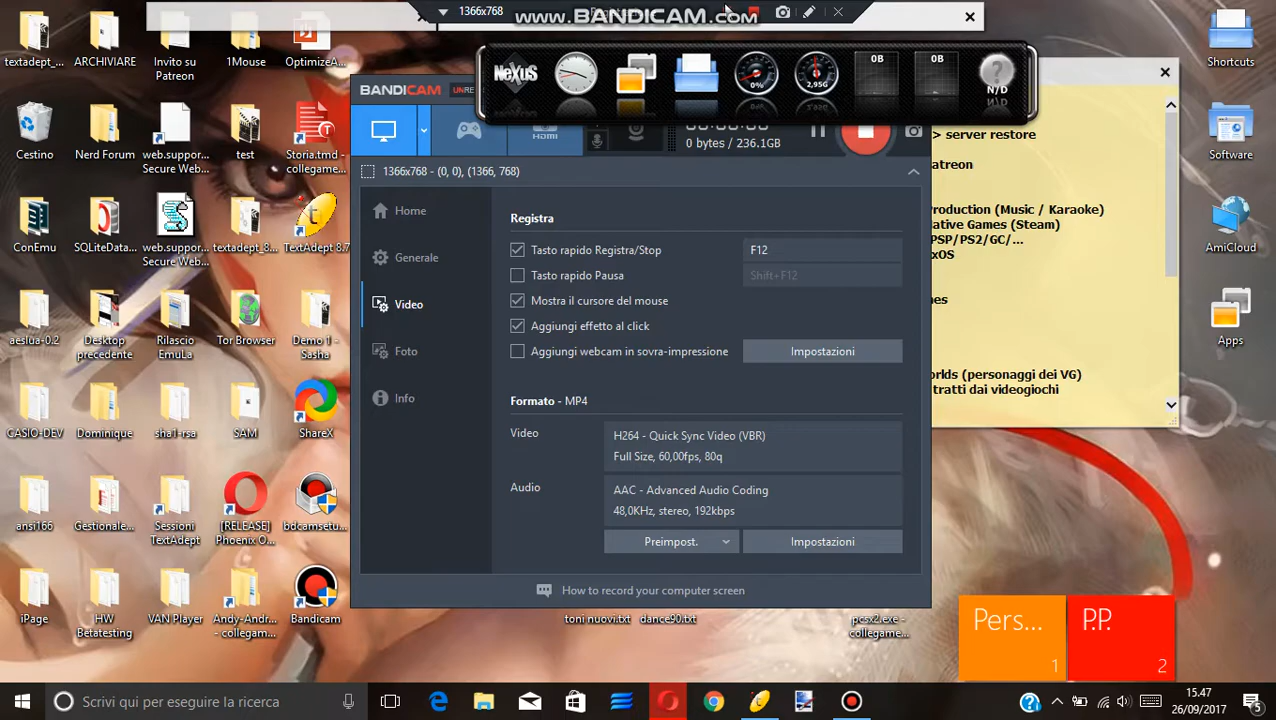 1366x768
www.BANDICAM.com
textadept_...
ARCHIVIARE
Invito su
Patreon
1Mouse
OptimizeA...
NeXuS
0%
2,95G
0B
0B
?
N/D
Shortcuts
BANDICAM
Cestino
Nerd Forum
web.suppor...
Secure Web...
test
Storia.tmd -
collegame...
Hdmi
0 bytes / 236.1GB
> server restore
atreon
Software
1366x768 - (0, 0), (1366, 768)
Home
Generale
Video
Foto
Info
Registra
Tasto rapido Registra/Stop
F12
Tasto rapido Pausa
Shift+F12
Mostra il cursore del mouse
Aggiungi effetto al click
Aggiungi webcam in sovra-impressione
Impostazioni
Formato - MP4
Video
H264 - Quick Sync Video (VBR)
Full Size, 60,00fps, 80q
Audio
AAC - Advanced Audio Coding
48,0KHz, stereo, 192kbps
Preimpost.
Impostazioni
How to record your computer screen
roduction (Music / Karaoke)
ative Games (Steam)
PSP/PS2/GC/...
xOS
nes
orlds (personaggi dei VG)
tratti dai videogiochi
ConEmu
SQLiteData...
web.suppor...
Secure Web...
textadept_8...
TextAdept 8.7
AmiCloud
aeslua-0.2
Desktop
precedente
Rilascio
EmuLa
Tor Browser
Demo 1 -
Sasha
Apps
CASIO-DEV
Dominique
sha1-rsa
SAM
ShareX
ansi166
Gestionale...
Sessioni
TextAdept
[RELEASE]
Phoenix O...
bdcamsetu...
iPage
HW
Betatesting
VAN Player
Andy-Andr...
collegam...
Bandicam
toni nuovi.txt
dance90.txt
pcsx2.exe -
collegame...
Pers...
1
P.P.
2
Scrivi qui per eseguire la ricerca
15.47
26/09/2017
5